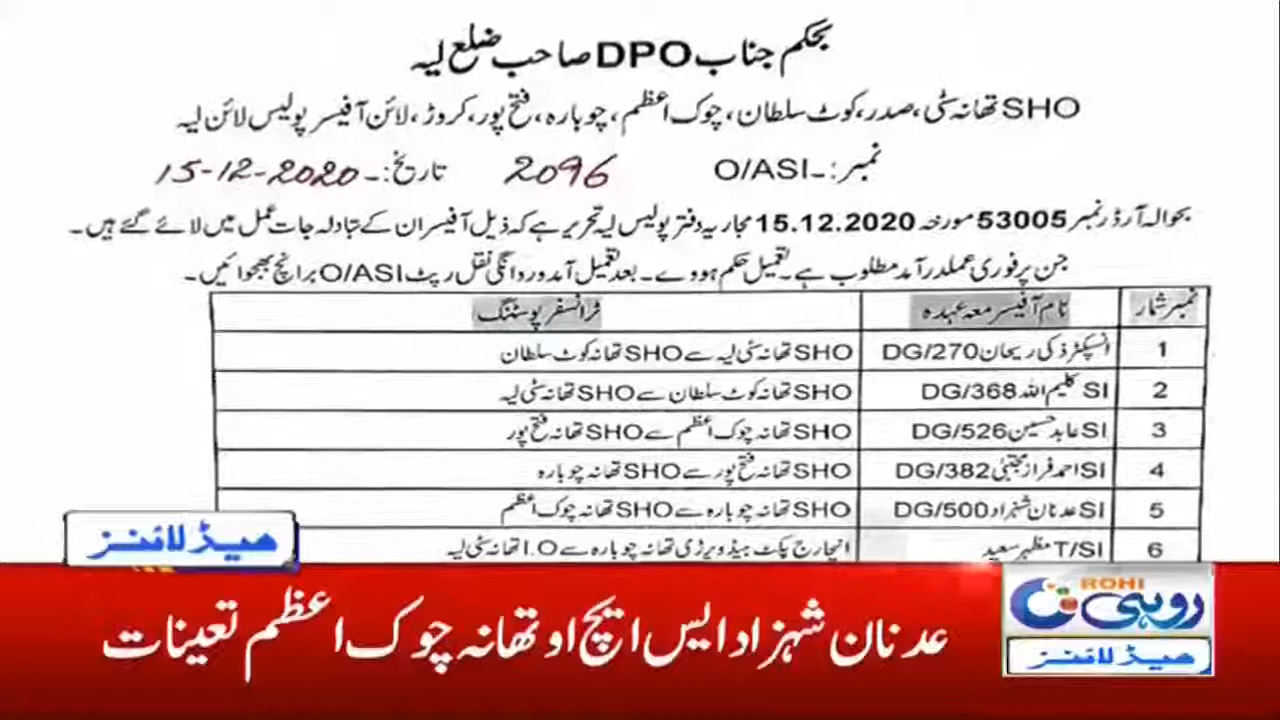 بحکم جناب DPO صاحب ضلع لیہ
SHO تھانہ سٹی، صدر، کوٹ سلطان، چوک اعظم، چوبارہ، فتح پور، کروڑ، لائن آفیسر پولیس لائن لیہ
نمبر:۔O/ASI 2096 تاریخ:۔ 15-12-2020
بحوالہ آرڈر نمبر 53005 مورخہ 15.12.2020 مجاریہ دفتر پولیس لیہ تحریر ہے کہ ذیل آفیسران کے تبادلہ جات عمل میں لائے گئے ہیں۔
جن پر فوری عملدرآمد مطلوب ہے۔ تعمیل حکم ہووے۔ بعد تعمیل آمدوروانگی نقل رپٹ O/ASI برانچ بھجوائیں۔
نمبر شمار نام آفیسر معہ عہدہ ٹرانسفر پوسٹنگ
1 انسپکٹر ذکی ریحان DG/270 SHO تھانہ سٹی لیہ سے SHO تھانہ کوٹ سلطان
2 SI کلیم اللہ DG/368 SHO تھانہ کوٹ سلطان سے SHO تھانہ سٹی لیہ
3 SI عابد حسین DG/526 SHO تھانہ چوک اعظم سے SHO تھانہ فتح پور
4 SI احمد فراز مجتبیٰ DG/382 SHO تھانہ فتح پور سے SHO تھانہ چوبارہ
5 SI عدنان شہزاد DG/500 SHO تھانہ چوبارہ سے SHO تھانہ چوک اعظم
6 T/SI مظہر سعید انچارج پکٹ ہیڈ ویرڑی تھانہ چوبارہ سے I.O تھانہ سٹی لیہ
ہیڈ لائنز
عدنان شہزاد ایس ایچ او تھانہ چوک اعظم تعینات
ROHI
روہی
ہیڈ لائنز